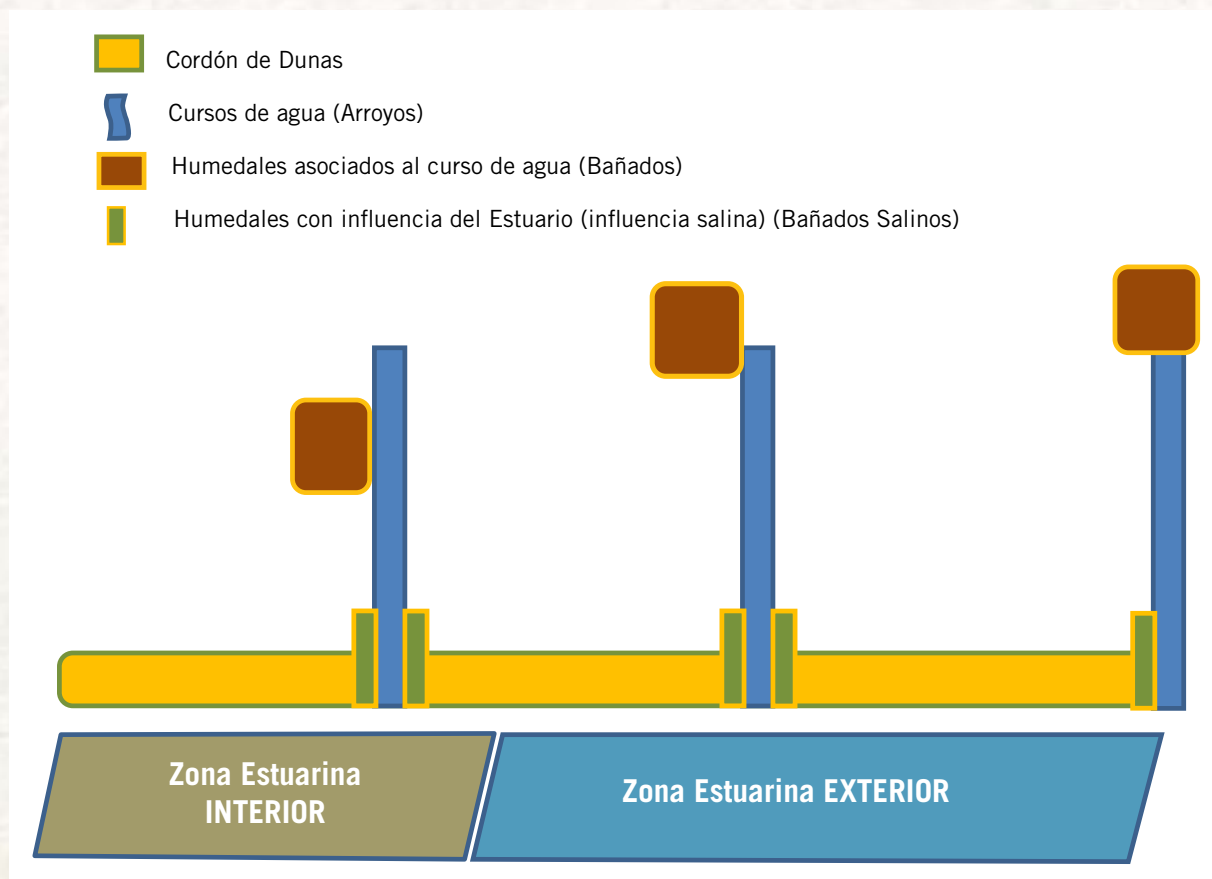 Cordón de Dunas
Cursos de agua (Arroyos)
Humedales asociados al curso de agua (Bañados)
Humedales con influencia del Estuario (influencia salina) (Bañados Salinos)
Zona Estuarina
INTERIOR
Zona Estuarina EXTERIOR